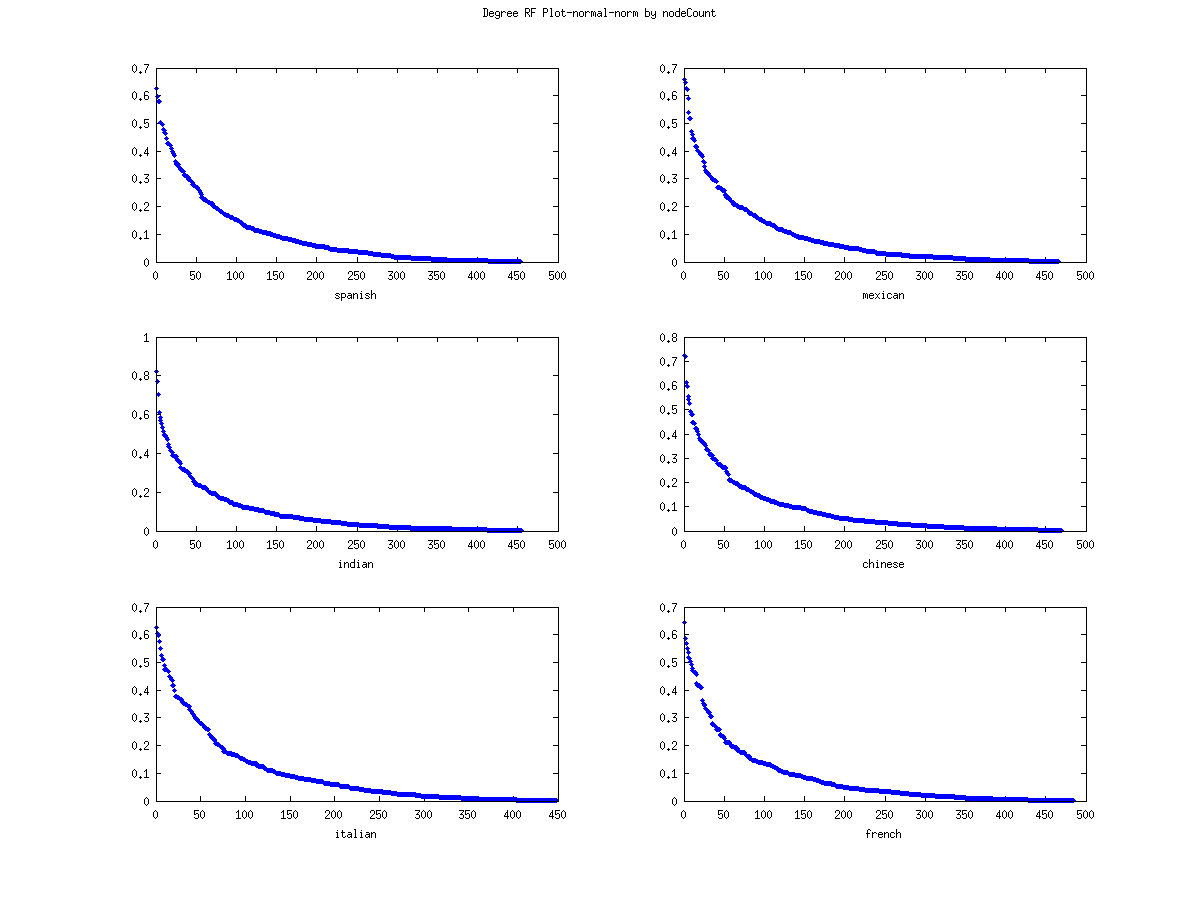 Degree RF Plot-normal-norm by nodeCount
0.7 0.6 0.5 0.4 0.3 0.2 0.1 0
0 50 100 150 200 250 300 350 400 450 500
spanish
0.7 0.6 0.5 0.4 0.3 0.2 0.1 0
0 50 100 150 200 250 300 350 400 450 500
mexican
1 0.8 0.6 0.4 0.2 0
0 50 100 150 200 250 300 350 400 450 500
indian
0.8 0.7 0.6 0.5 0.4 0.3 0.2 0.1 0
0 50 100 150 200 250 300 350 400 450 500
chinese
0.7 0.6 0.5 0.4 0.3 0.2 0.1 0
0 50 100 150 200 250 300 350 400 450
italian
0.7 0.6 0.5 0.4 0.3 0.2 0.1 0
0 50 100 150 200 250 300 350 400 450 500
french